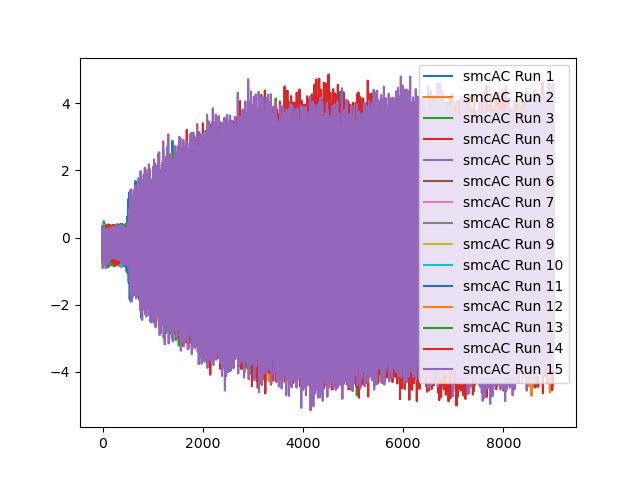 4
2
0
−2
−4
0
2000
4000
6000
8000
smcAC Run 1
smcAC Run 2
smcAC Run 3
smcAC Run 4
smcAC Run 5
smcAC Run 6
smcAC Run 7
smcAC Run 8
smcAC Run 9
smcAC Run 10
smcAC Run 11
smcAC Run 12
smcAC Run 13
smcAC Run 14
smcAC Run 15